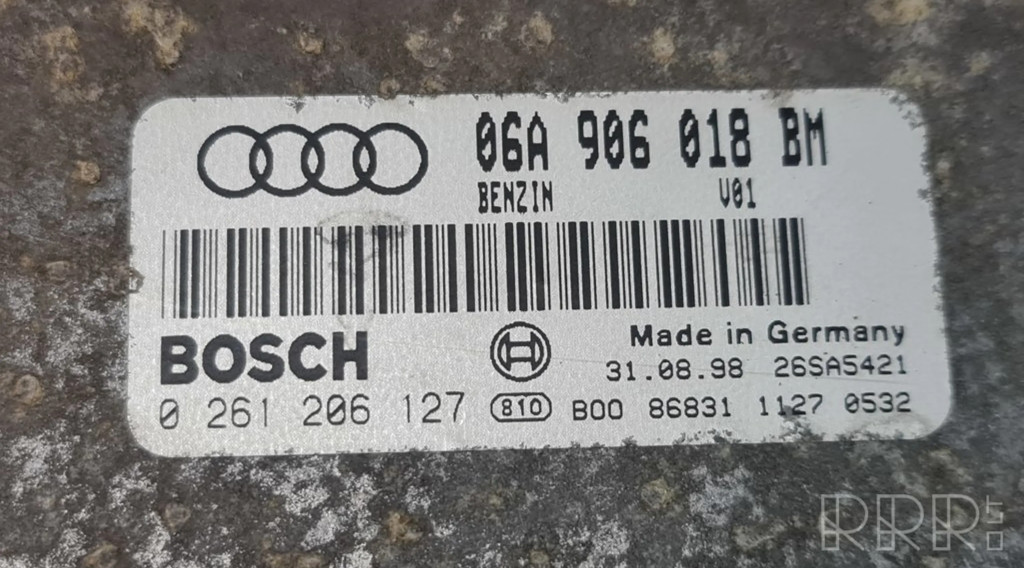 06A 906 018 BM
BENZIN V01
BOSCH
Made in Germany
31.08.98 26SA5421
0 261 206 127 810 B00 86831 1127 0532
RRR.LT